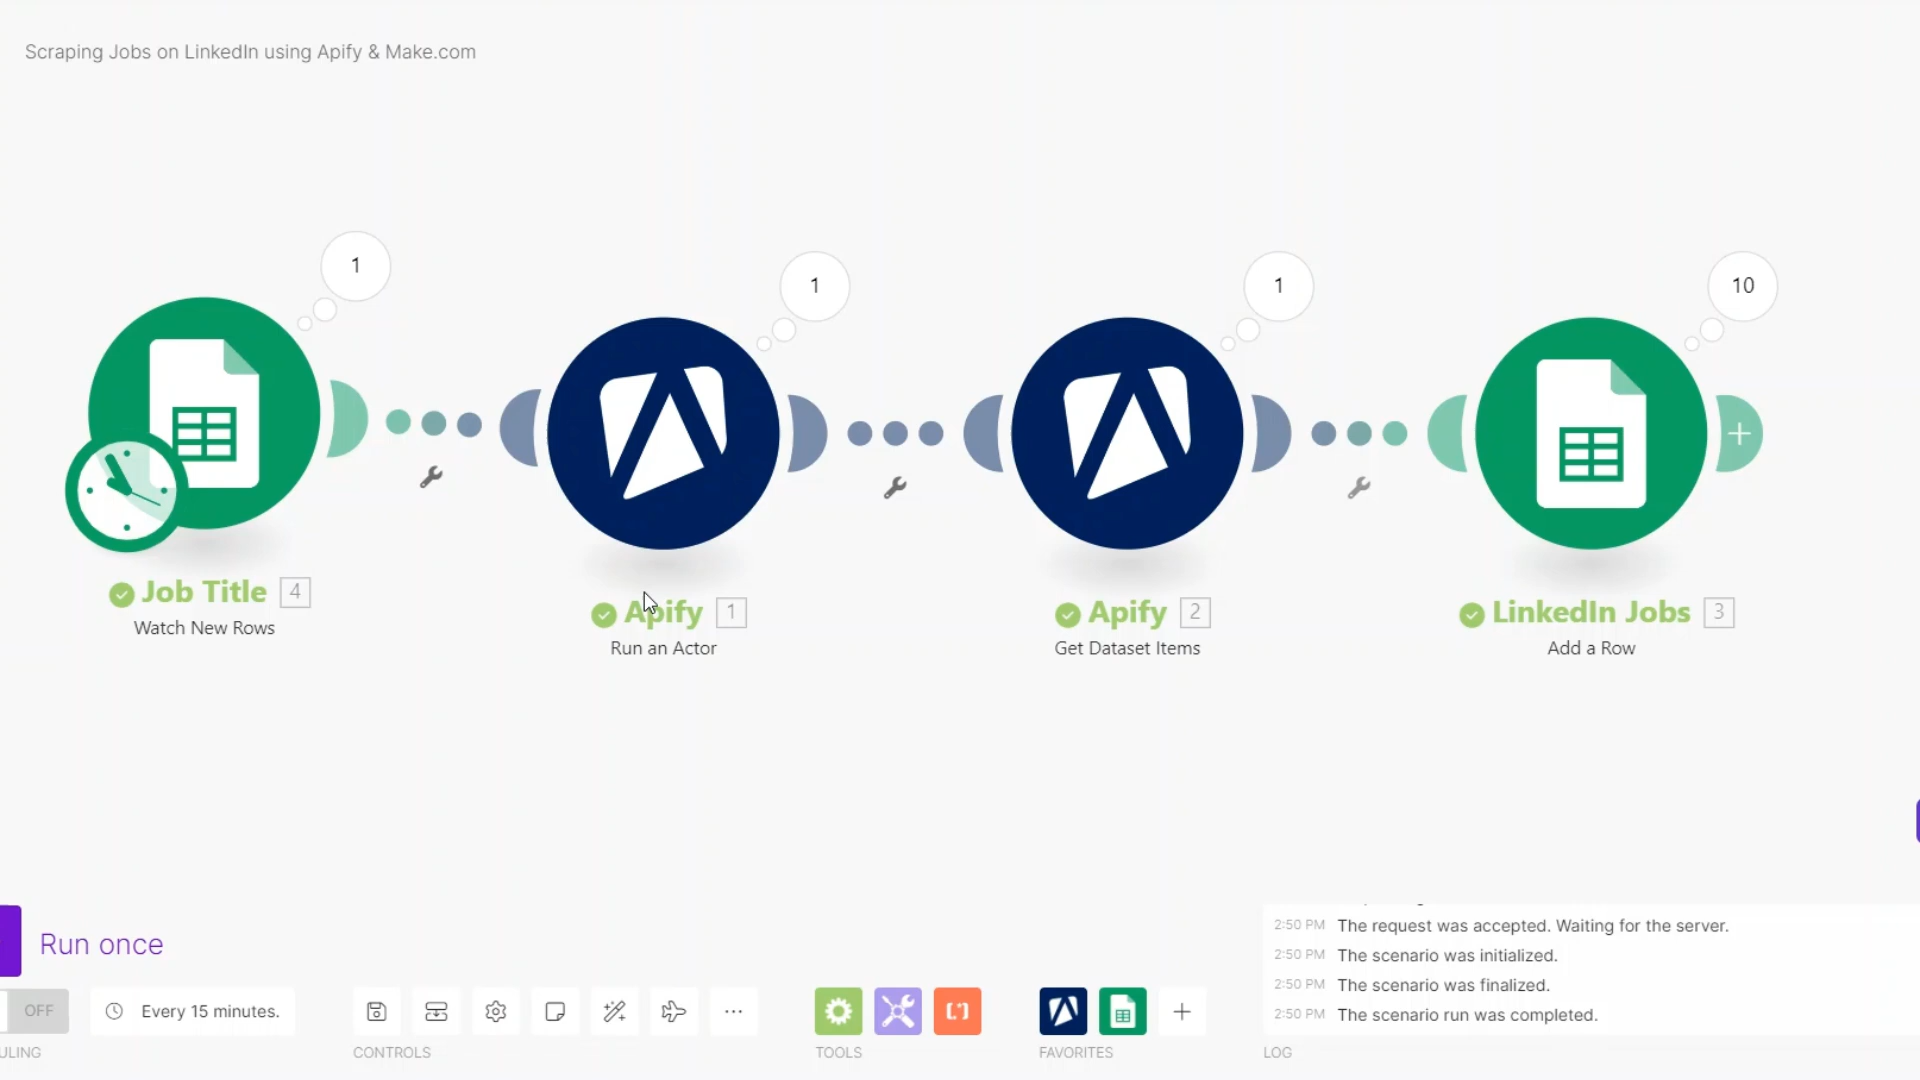 Scraping Jobs on LinkedIn using Apify & Make.com
1
1
1
10
Job Title 4
Watch New Rows
Apify 1
Run an Actor
Apify 2
Get Dataset Items
LinkedIn Jobs 3
Add a Row
Run once
OFF
Every 15 minutes.
ULING
CONTROLS
TOOLS
FAVORITES
2:50 PM The request was accepted. Waiting for the server.
2:50 PM The scenario was initialized.
2:50 PM The scenario was finalized.
2:50 PM The scenario run was completed.
LOG